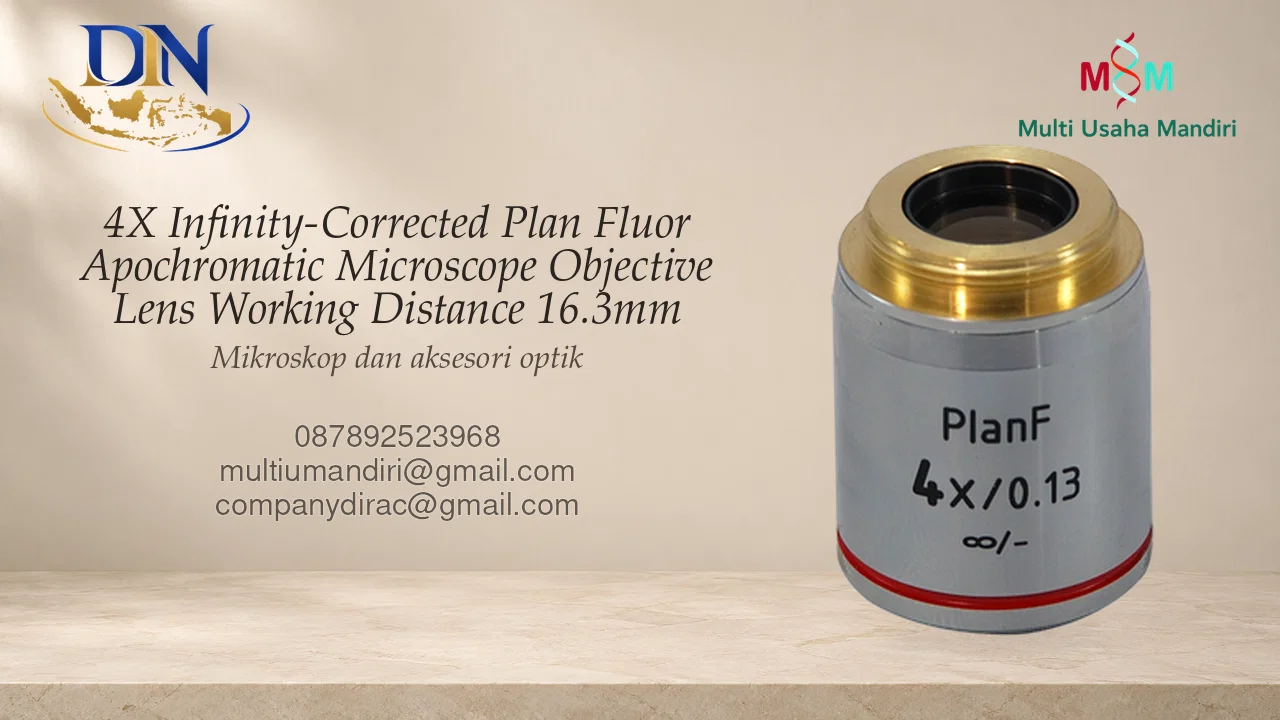 DN
M M
Multi Usaha Mandiri
4X Infinity-Corrected Plan Fluor
Apochromatic Microscope Objective
Lens Working Distance 16.3mm
Mikroskop dan aksesori optik
087892523968
multiumandiri@gmail.com
companydirac@gmail.com
PlanF
4x/0.13
∞/-